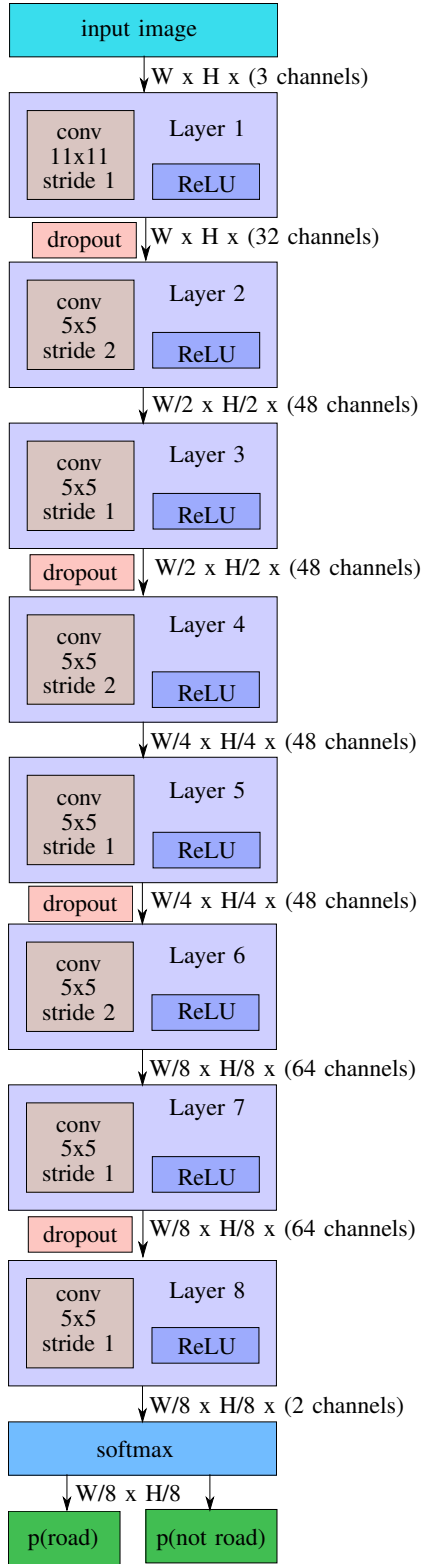 input image
W x H x (3 channels)
conv
11x11
stride 1
Layer 1
ReLU
dropout
W x H x (32 channels)
conv
5x5
stride 2
Layer 2
ReLU
W/2 x H/2 x (48 channels)
conv
5x5
stride 1
Layer 3
ReLU
dropout
W/2 x H/2 x (48 channels)
conv
5x5
stride 2
Layer 4
ReLU
W/4 x H/4 x (48 channels)
conv
5x5
stride 1
Layer 5
ReLU
dropout
W/4 x H/4 x (48 channels)
conv
5x5
stride 2
Layer 6
ReLU
W/8 x H/8 x (64 channels)
conv
5x5
stride 1
Layer 7
ReLU
dropout
W/8 x H/8 x (64 channels)
conv
5x5
stride 1
Layer 8
ReLU
W/8 x H/8 x (2 channels)
softmax
W/8 x H/8
p(road)
p(not road)